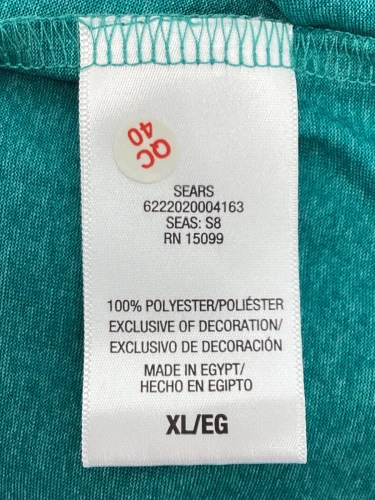 QC
40
SEARS
6222020004163
SEAS: S8
RN 15099
100% POLYESTER/POLIÉSTER
EXCLUSIVE OF DECORATION/
EXCLUSIVO DE DECORACIÓN
MADE IN EGYPT/
HECHO EN EGIPTO
XL/EG